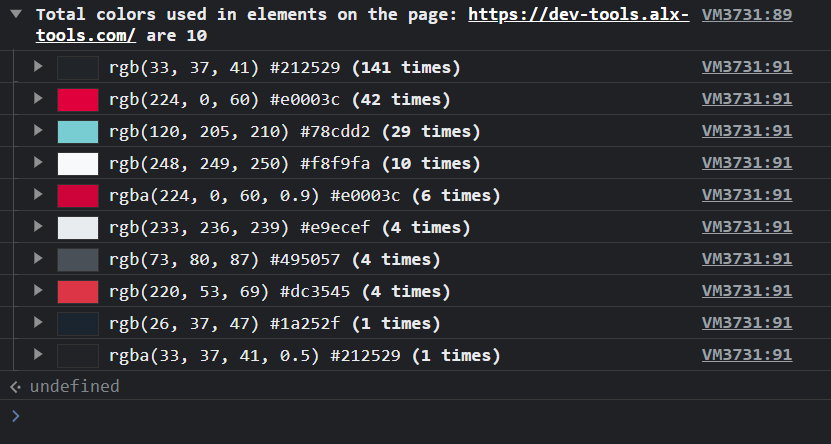 Total colors used in elements on the page: https://dev-tools.alx- VM3731:89
tools.com/ are 10
rgb(33, 37, 41) #212529 (141 times) VM3731:91
rgb(224, 0, 60) #e0003c (42 times) VM3731:91
rgb(120, 205, 210) #78cdd2 (29 times) VM3731:91
rgb(248, 249, 250) #f8f9fa (10 times) VM3731:91
rgba(224, 0, 60, 0.9) #e0003c (6 times) VM3731:91
rgb(233, 236, 239) #e9ecef (4 times) VM3731:91
rgb(73, 80, 87) #495057 (4 times) VM3731:91
rgb(220, 53, 69) #dc3545 (4 times) VM3731:91
rgb(26, 37, 47) #1a252f (1 times) VM3731:91
rgba(33, 37, 41, 0.5) #212529 (1 times) VM3731:91
undefined